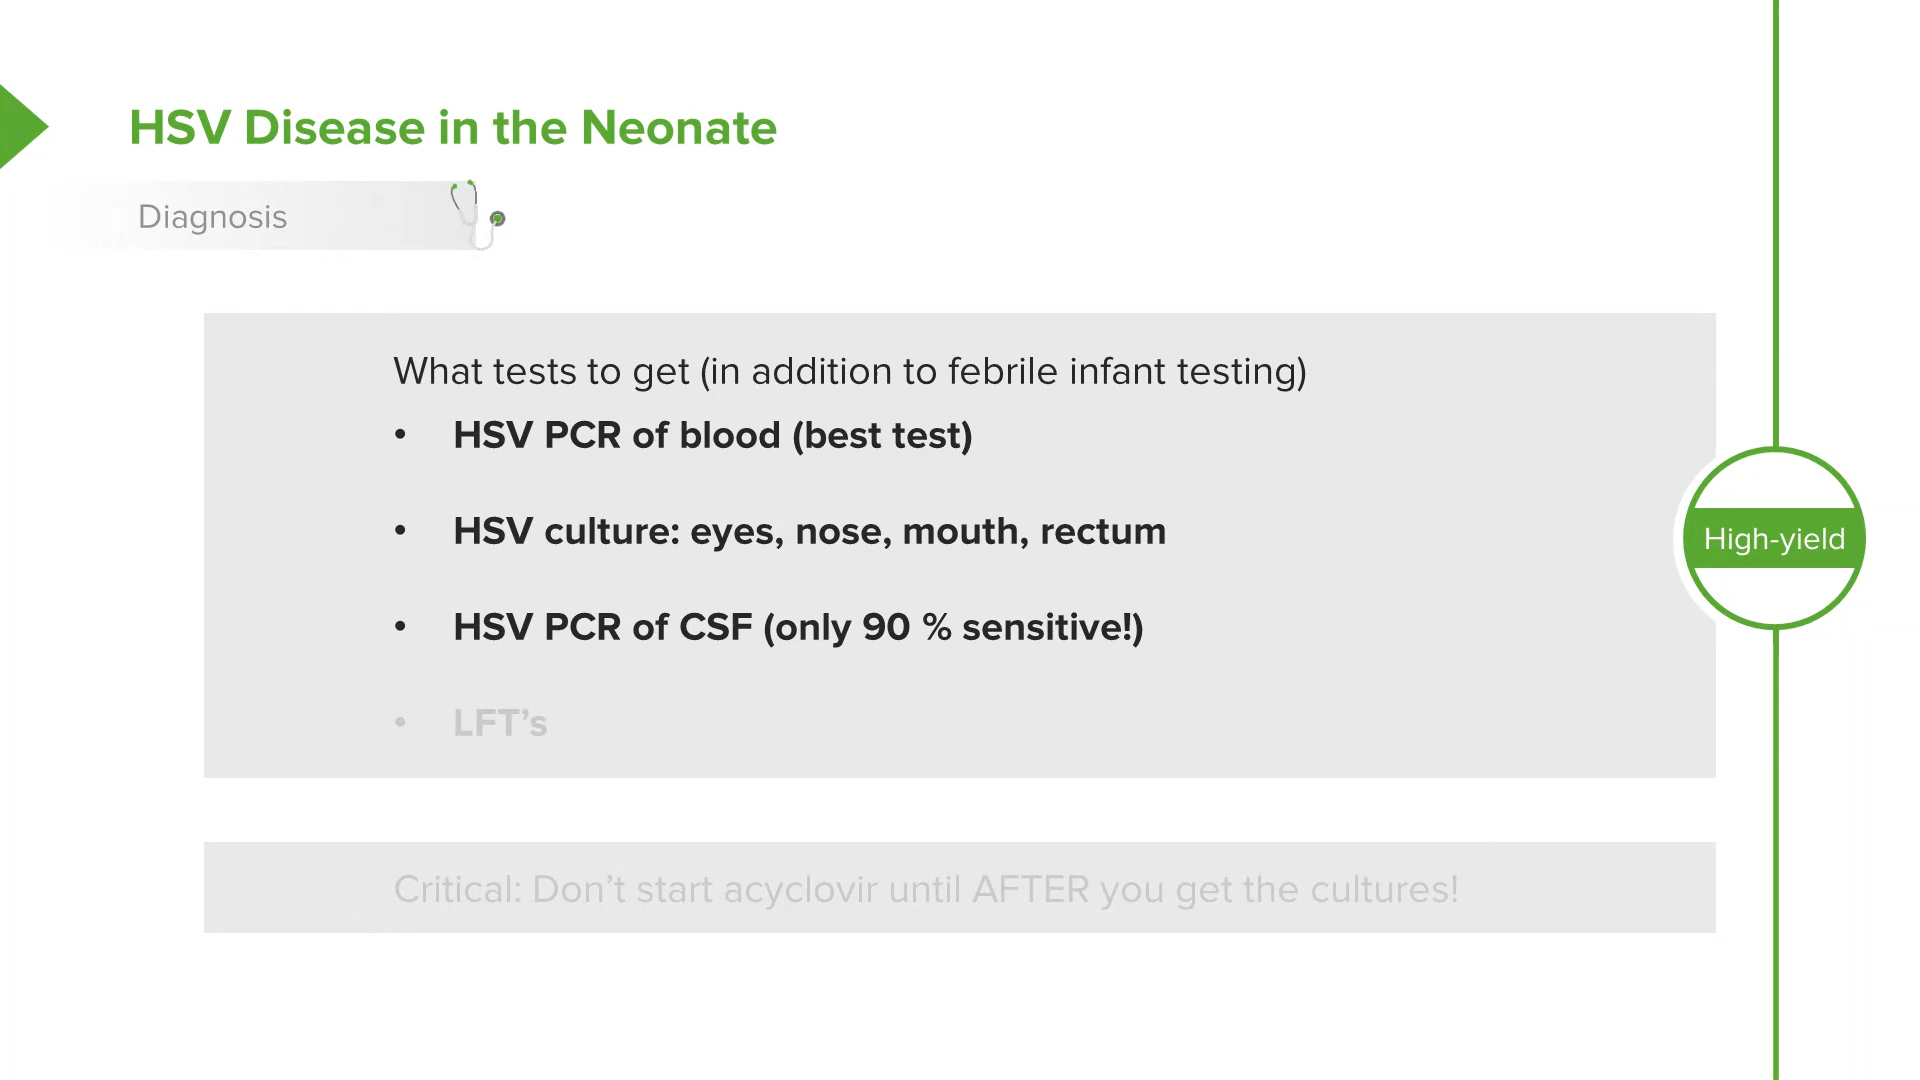 HSV Disease in the Neonate
Diagnosis
What tests to get (in addition to febrile infant testing)
• HSV PCR of blood (best test)
• HSV culture: eyes, nose, mouth, rectum
• HSV PCR of CSF (only 90 % sensitive!)
• LFT’s
High-yield
Critical: Don’t start acyclovir until AFTER you get the cultures!